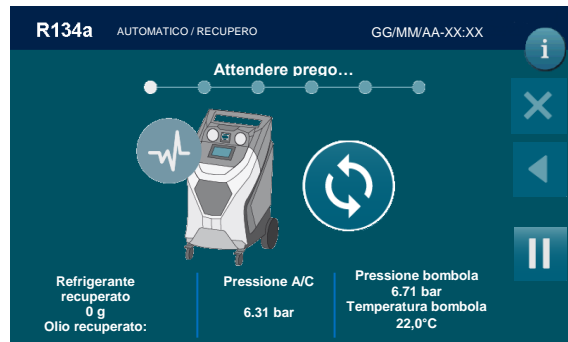 R134a AUTOMATICO / RECUPERO GG/MM/AA-XX:XX
i
Attendere prego…
Refrigerante
recuperato
0 g
Olio recuperato:
Pressione A/C
6.31 bar
Pressione bombola
6.71 bar
Temperatura bombola
22,0°C